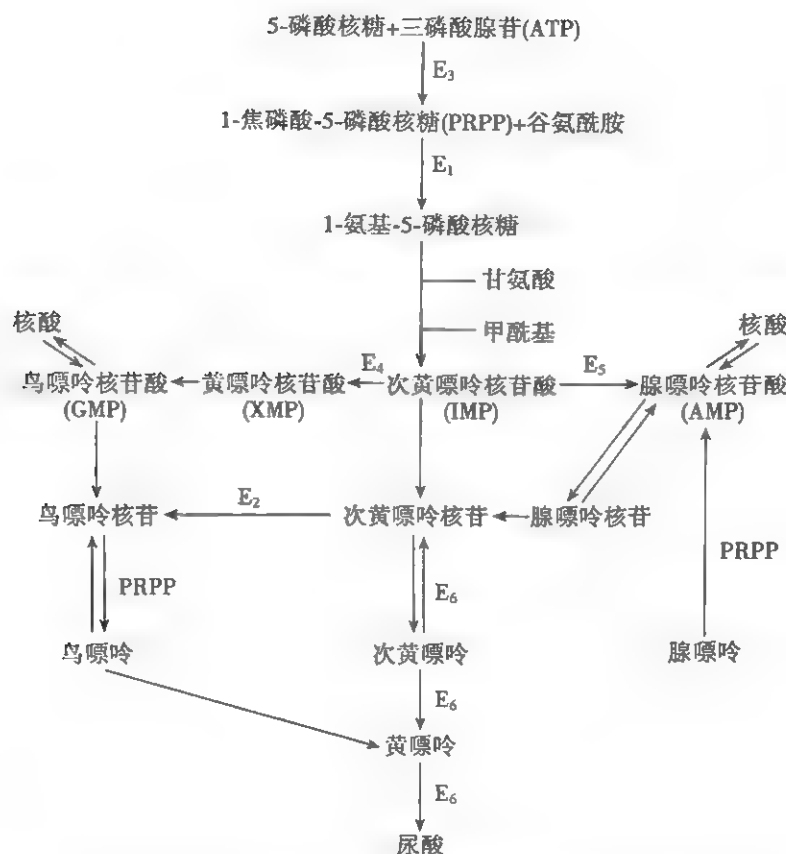 5-磷酸核糖+三磷酸腺苷(ATP)
E₃
1-焦磷酸-5-磷酸核糖(PRPP)+谷氨酰胺
E₁
1-氨基-5-磷酸核糖
甘氨酸
核酸
甲酰基
核酸
鸟嘌呤核苷酸 黄嘌呤核苷酸 E₄ 次黄嘌呤核苷酸 E₅ 腺嘌呤核苷酸
(GMP) (XMP) (IMP) (AMP)
鸟嘌呤核苷 E₂ 次黄嘌呤核苷 腺嘌呤核苷
PRPP E₆ PRPP
鸟嘌呤 次黄嘌呤 腺嘌呤
E₆
黄嘌呤
E₆
尿酸